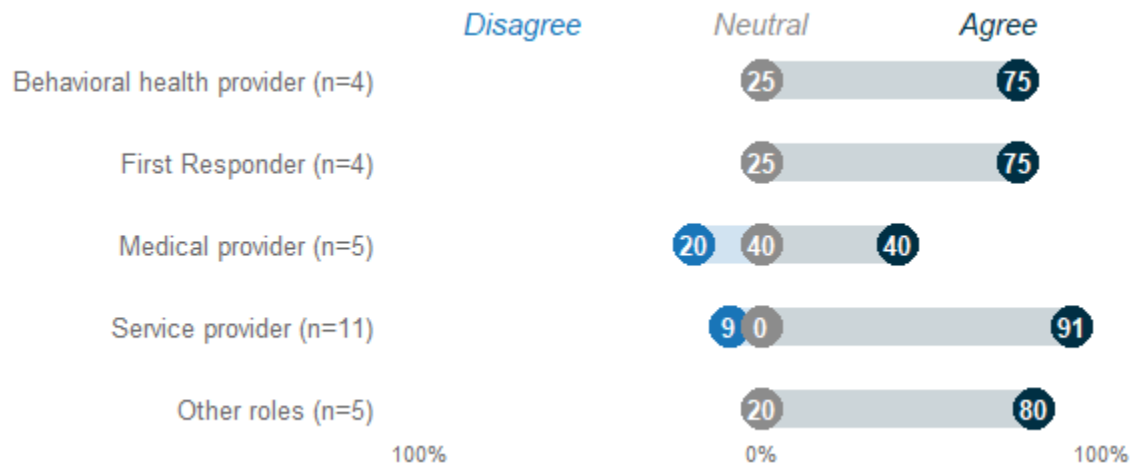 Disagree Neutral Agree
Behavioral health provider (n=4) 25 75
First Responder (n=4) 25 75
Medical provider (n=5) 20 40 40
Service provider (n=11) 9 0 91
Other roles (n=5) 20 80
100% 0% 100%